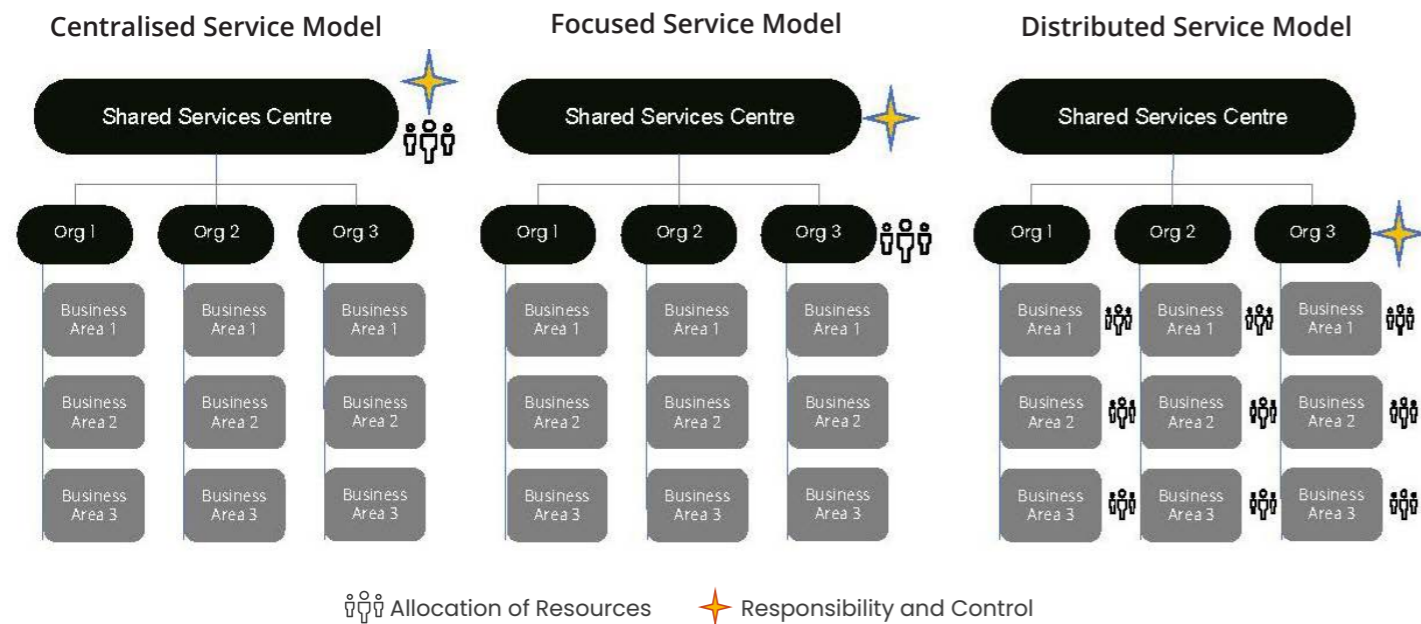 Centralised Service Model
Shared Services Centre
Org 1
Org 2
Org 3
Business
Area 1
Business
Area 1
Business
Area 1
Business
Area 2
Business
Area 2
Business
Area 2
Business
Area 3
Business
Area 3
Business
Area 3
Focused Service Model
Shared Services Centre
Org 1
Org 2
Org 3
Business
Area 1
Business
Area 1
Business
Area 1
Business
Area 2
Business
Area 2
Business
Area 2
Business
Area 3
Business
Area 3
Business
Area 3
Distributed Service Model
Shared Services Centre
Org 1
Org 2
Org 3
Business
Area 1
Business
Area 1
Business
Area 1
Business
Area 2
Business
Area 2
Business
Area 2
Business
Area 3
Business
Area 3
Business
Area 3
Allocation of Resources
Responsibility and Control